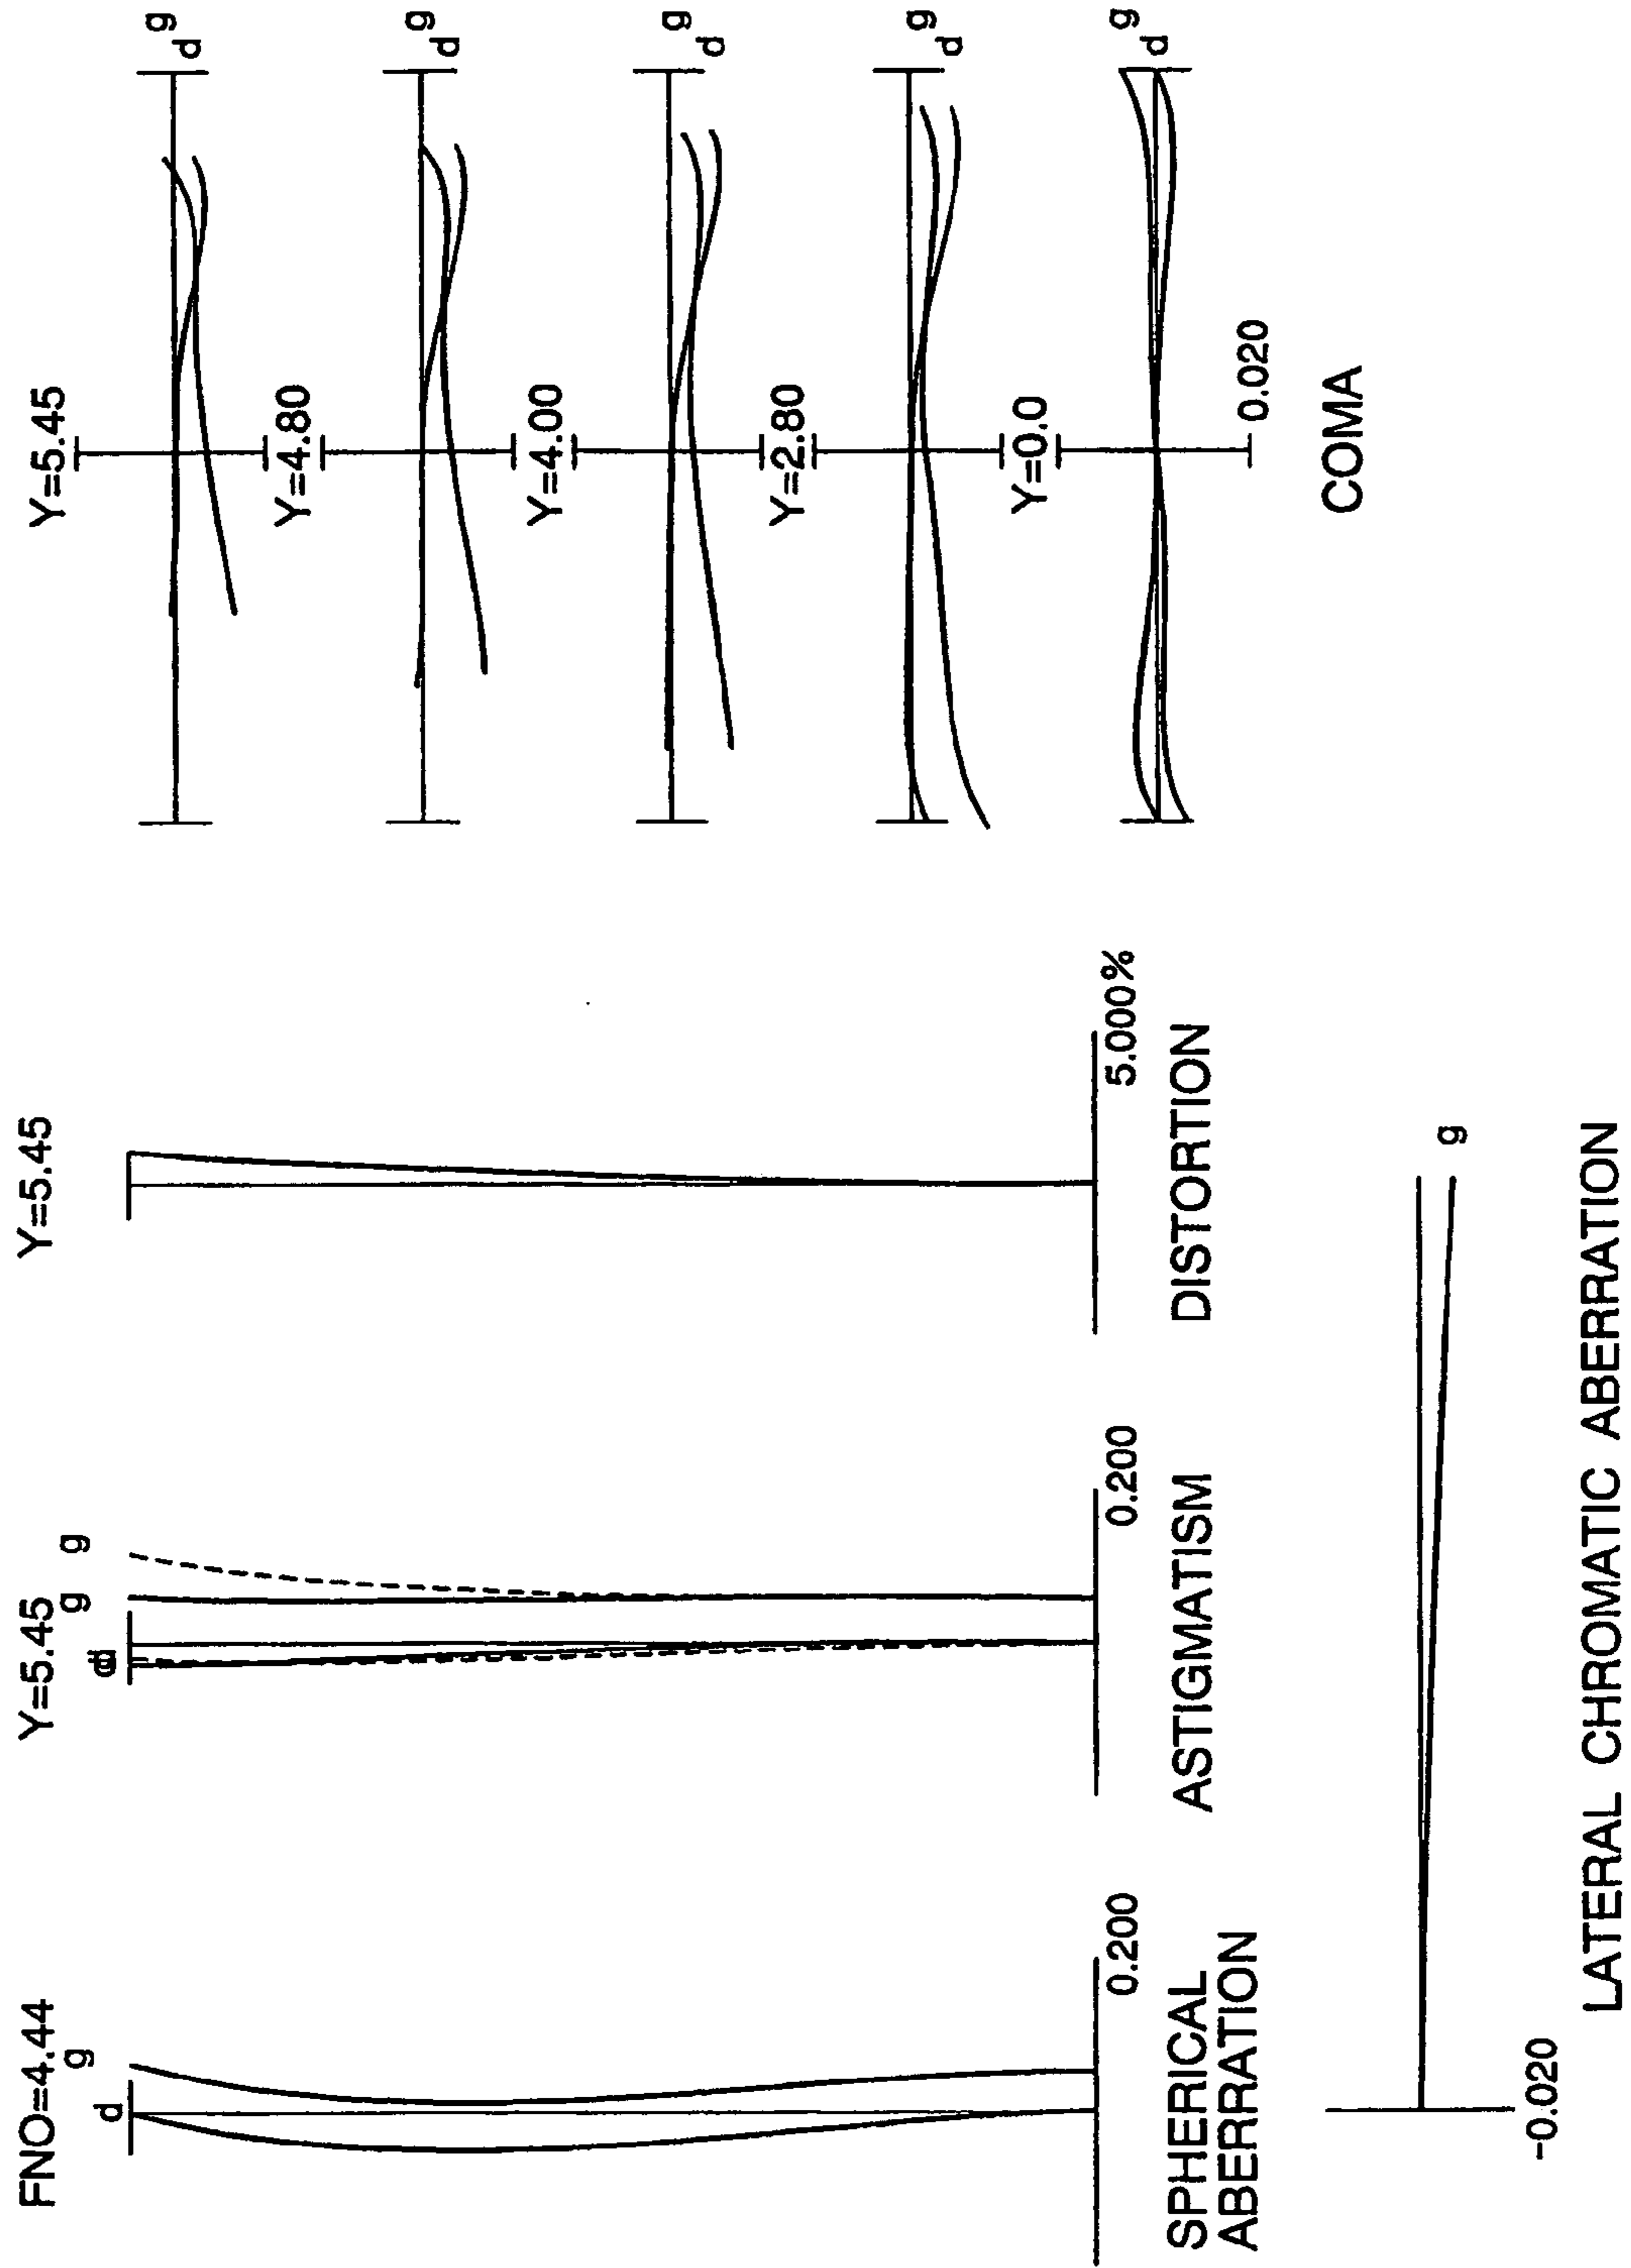 FNO=4.44
g
d
0.200
SPHERICAL
ABERRATION
Y=5.45
g
g
d
0.200
ASTIGMATISM
Y=5.45
5.000%
DISTORTION
Y=5.45
g
d
Y=4.80
g
d
Y=4.00
g
d
Y=2.80
g
d
Y=0.0
g
d
0.020
COMA
-0.020
g
LATERAL CHROMATIC ABERRATION